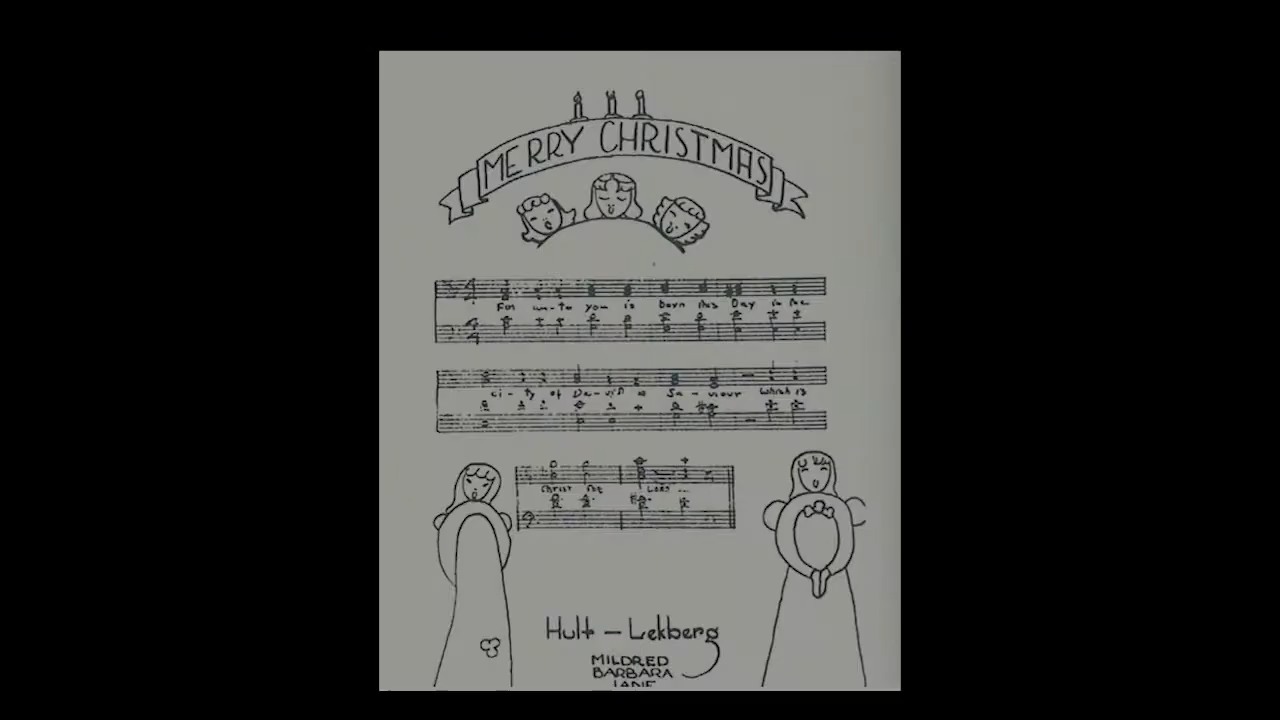 MERRY CHRISTMAS
For un-to you is born this Day in the
ci-ty of Da-vid a Sa-viour which is
Christ the Lord
Hult – Lekberg
MILDRED
BARBARA
JANE